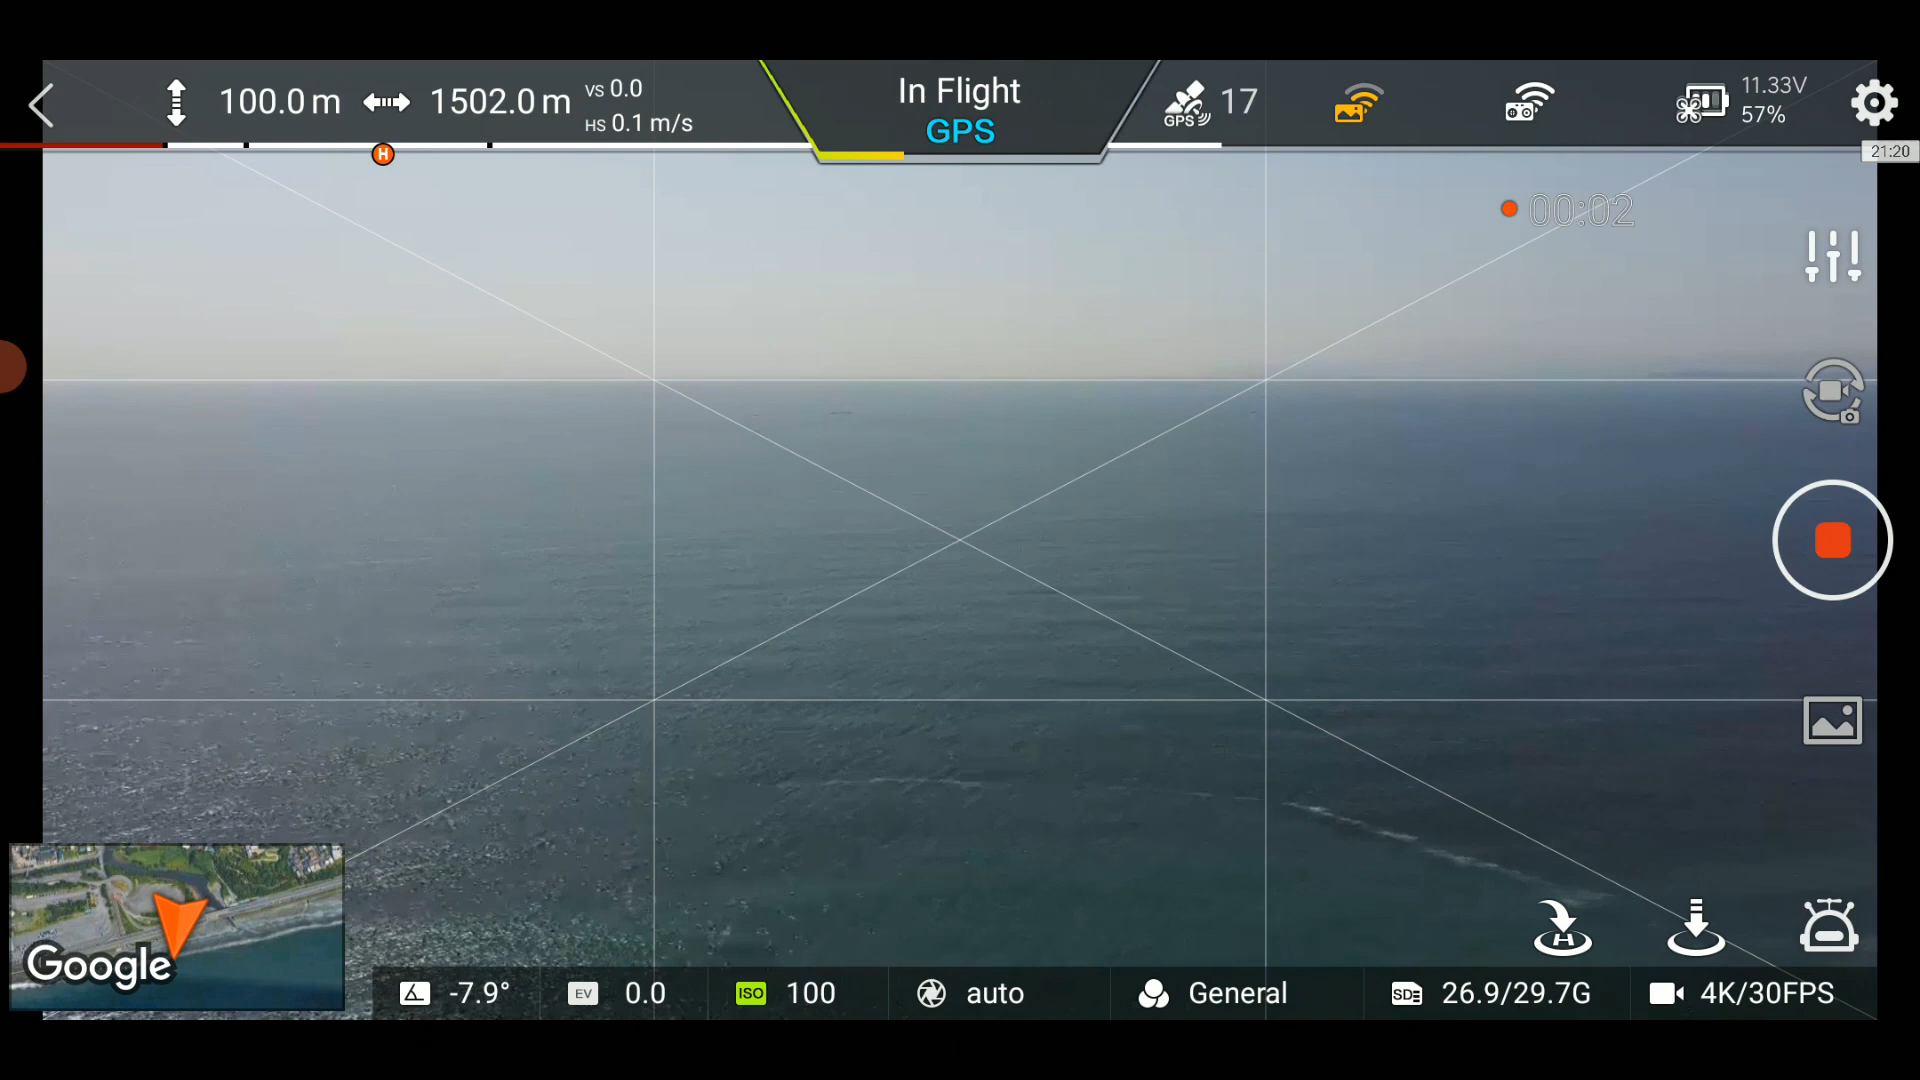 100.0 m
1502.0 m
VS 0.0
HS 0.1 m/s
In Flight
GPS
GPS
17
11.33V
57%
H
21:20
00:02
H
Google
-7.9°
EV
0.0
ISO
100
auto
General
SD
26.9/29.7G
4K/30FPS